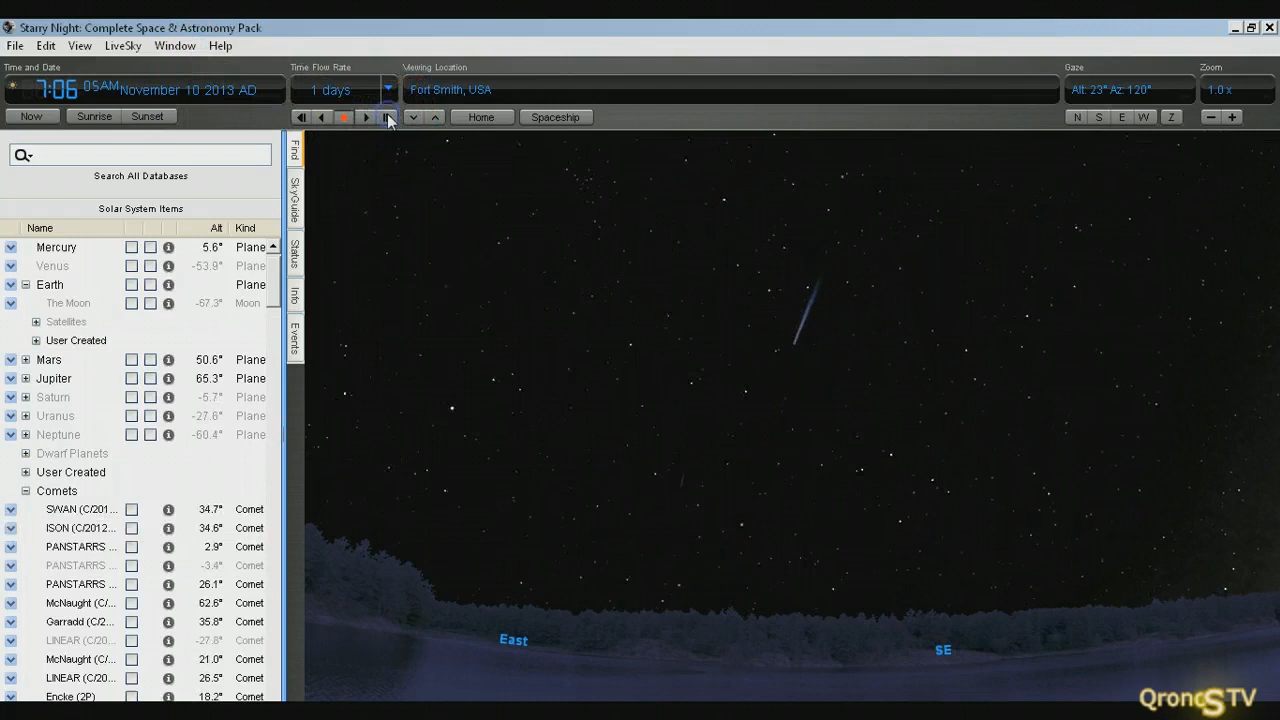 Starry Night: Complete Space & Astronomy Pack
File Edit View LiveSky Window Help
Time and Date Time Flow Rate Viewing Location Gaze Zoom
7:06 05AM November 10 2013 AD 1 days Fort Smith, USA Alt: 23° Az: 120° 1.0 x
Now Sunrise Sunset Home Spaceship N S E W Z
Search All Databases
Solar System Items
Name Alt Kind
Mercury 5.6° Plane
Venus -53.9° Plane
Earth
The Moon -67.3° Moon
Satellites
User Created
Mars 50.6° Plane
Jupiter 65.3° Plane
Saturn -5.7° Plane
Uranus -27.6° Plane
Neptune -60.4° Plane
Dwarf Planets
User Created
Comets
SWAN (C/201... 34.7° Comet
ISON (C/2012... 34.6° Comet
PANSTARRS ... 2.9° Comet
PANSTARRS ... -3.4° Comet
PANSTARRS ... 26.1° Comet
McNaught (C/... 62.6° Comet
Garradd (C/2... 35.8° Comet
LINEAR (C/20... -27.8° Comet
McNaught (C/... 21.0° Comet
LINEAR (C/20... 26.5° Comet
Encke (2P) 18.2° Comet
Find
SkyGuide
Status
Info
Events
East
SE
QroncSTV